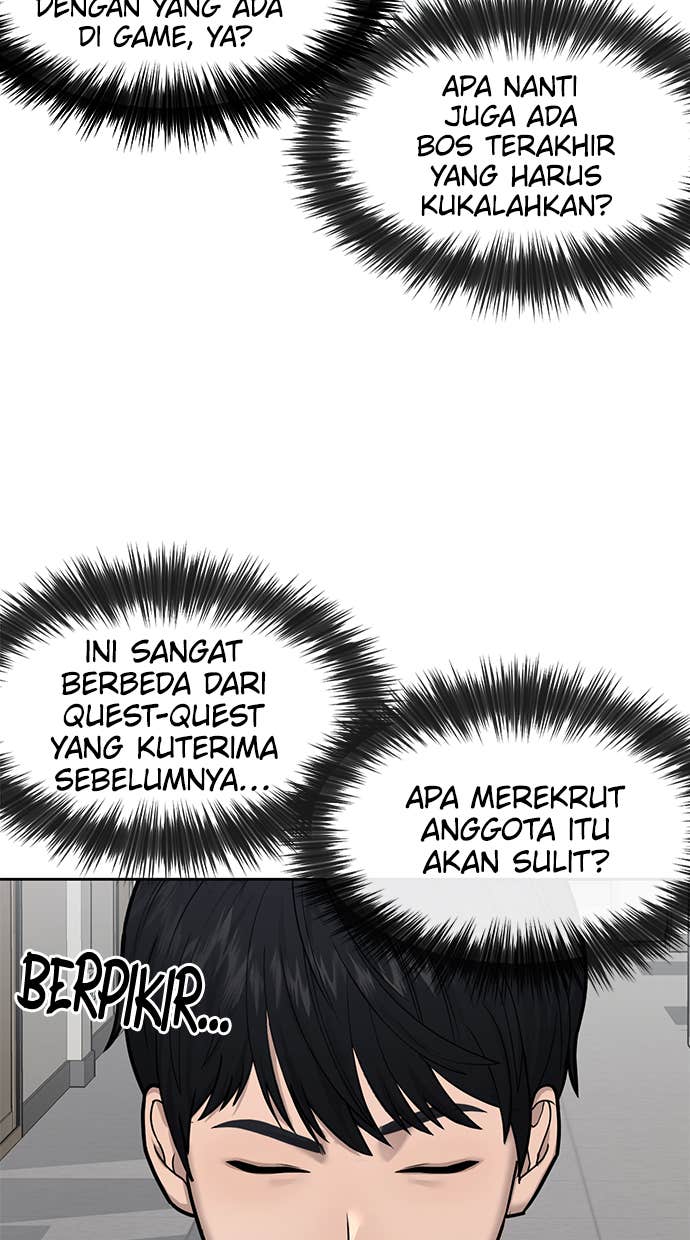 DENGAN YANG ADA
DI GAME, YA?
APA NANTI
JUGA ADA
BOS TERAKHIR
YANG HARUS
KUKALAHKAN?
INI SANGAT
BERBEDA DARI
QUEST-QUEST
YANG KUTERIMA
SEBELUMNYA...
APA MEREKRUT
ANGGOTA ITU
AKAN SULIT?
BERPIKIR...